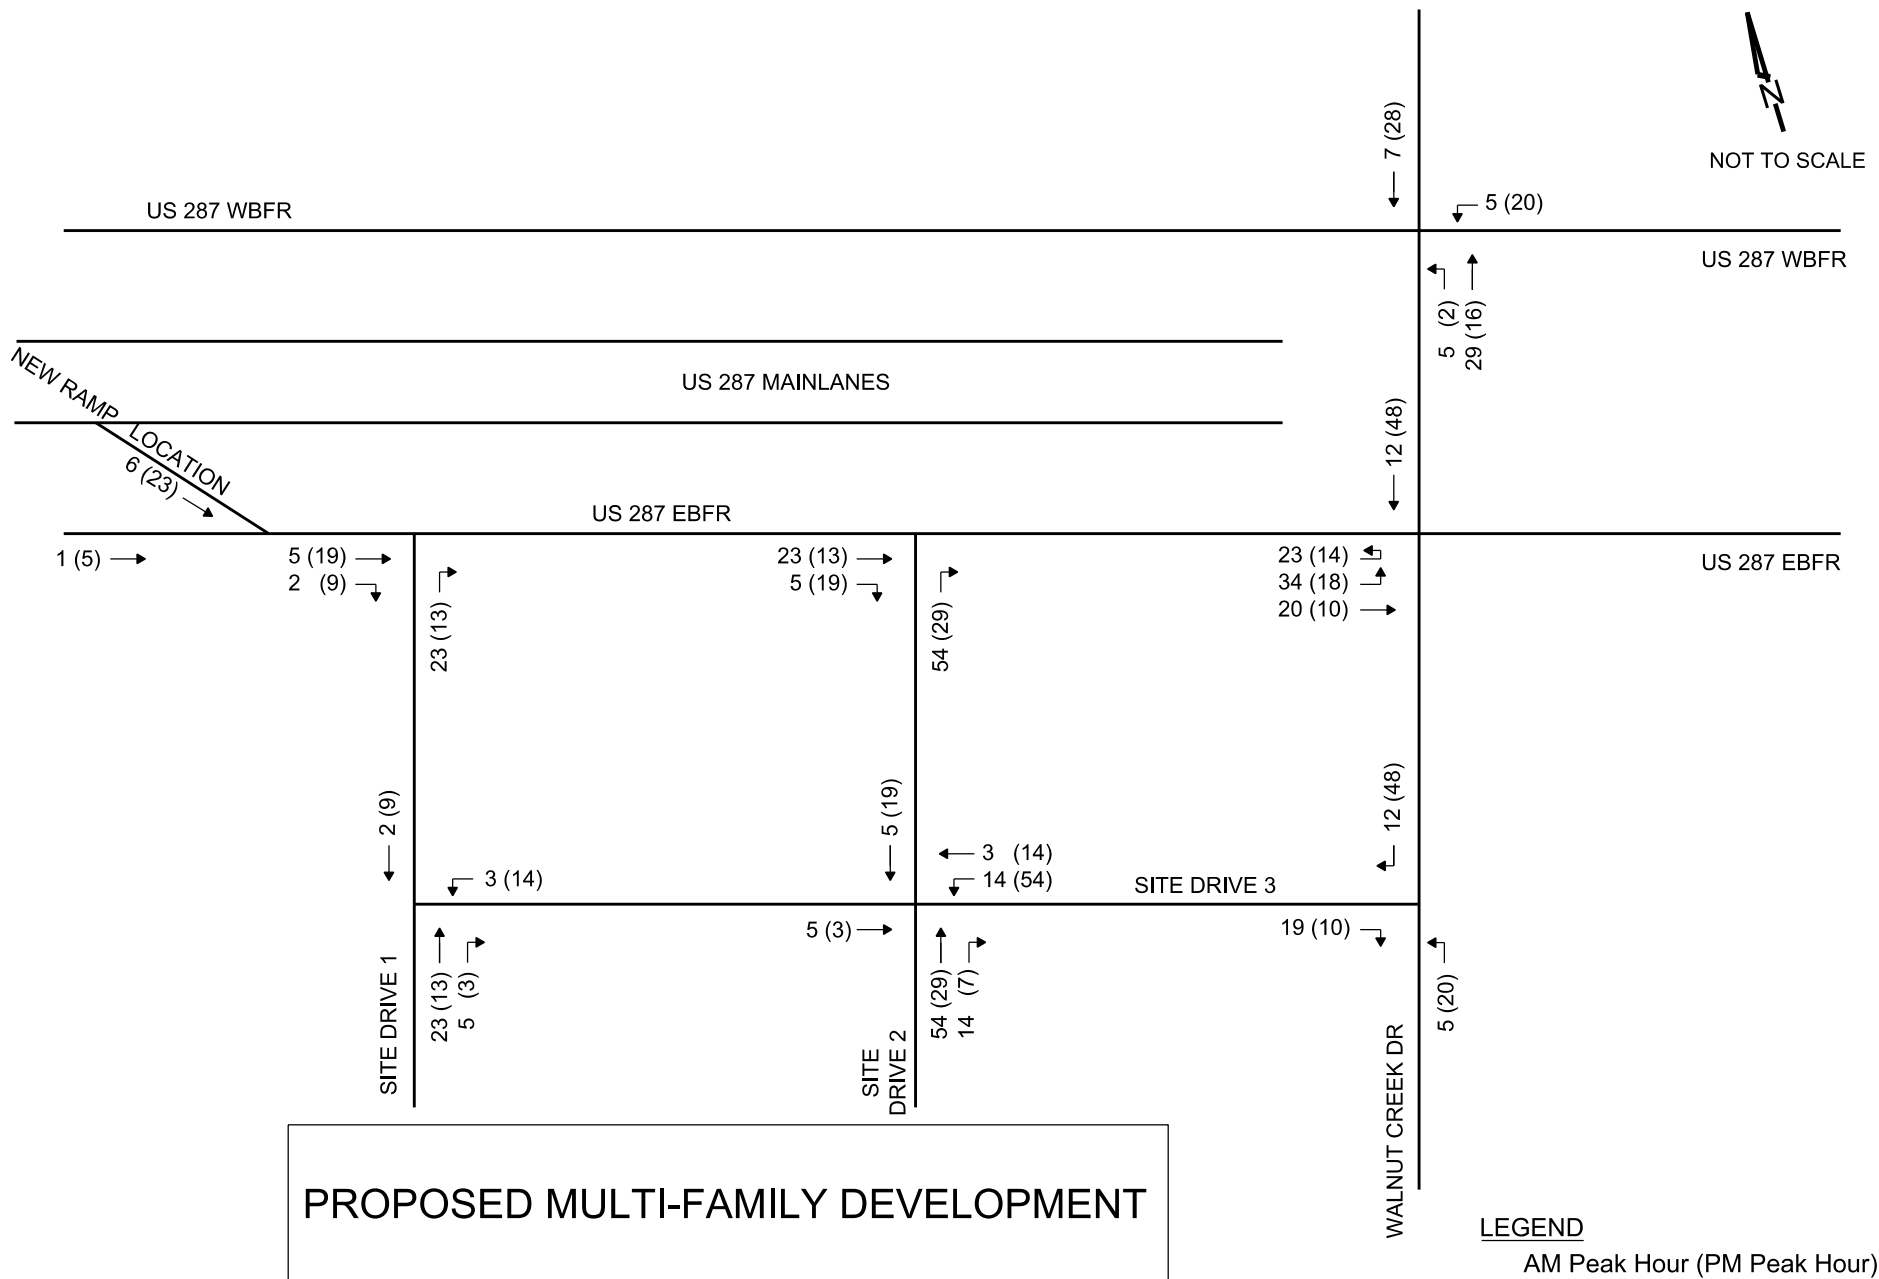 7 (28)
N
NOT TO SCALE
US 287 WBFR
5 (20)
US 287 WBFR
5 (2)
29 (16)
NEW RAMP LOCATION
US 287 MAINLANES
6 (23)
12 (48)
US 287 EBFR
1 (5)
5 (19)
2 (9)
23 (13)
5 (19)
23 (14)
34 (18)
20 (10)
US 287 EBFR
23 (13)
54 (29)
2 (9)
5 (19)
12 (48)
3 (14)
3 (14)
14 (54)
SITE DRIVE 3
5 (3)
19 (10)
SITE DRIVE 1
23 (13)
5 (3)
SITE
DRIVE 2
54 (29)
14 (7)
5 (20)
WALNUT CREEK DR
PROPOSED MULTI-FAMILY DEVELOPMENT
LEGEND
AM Peak Hour (PM Peak Hour)